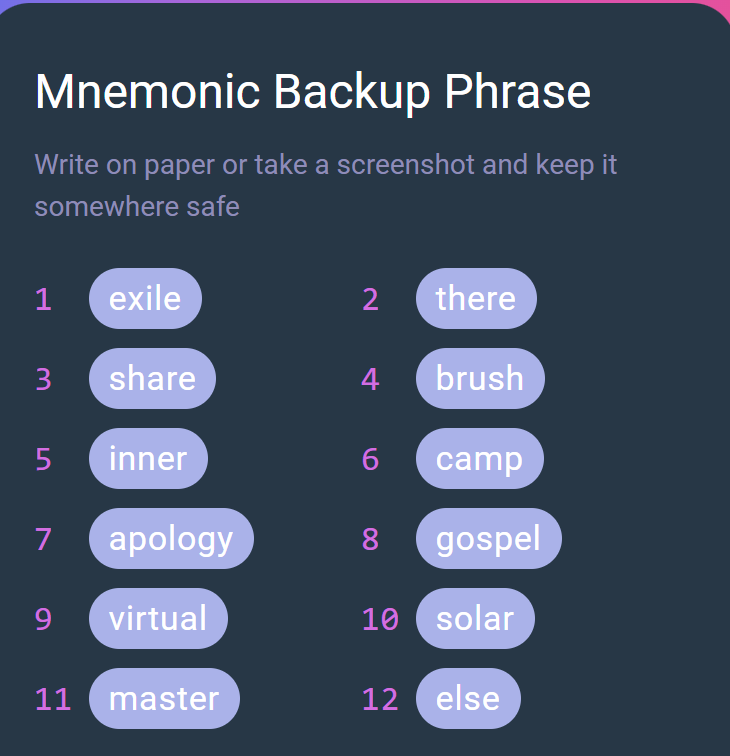 Mnemonic Backup Phrase
Write on paper or take a screenshot and keep it
somewhere safe
1 exile 2 there
3 share 4 brush
5 inner 6 camp
7 apology 8 gospel
9 virtual 10 solar
11 master 12 else